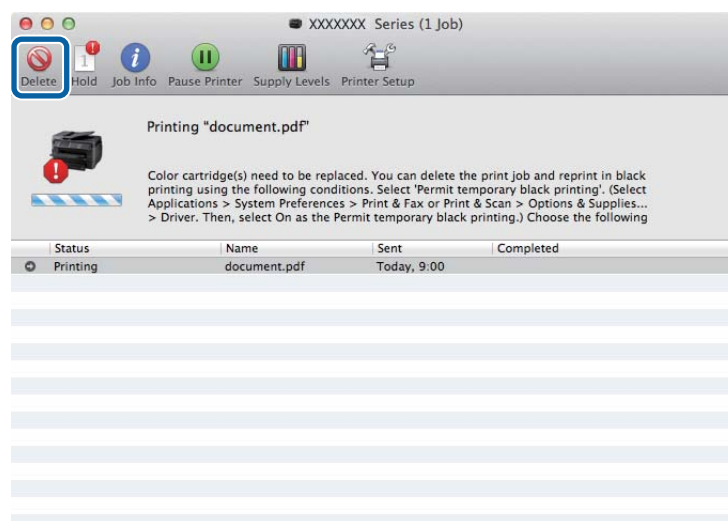 XXXXXXX Series (1 Job)
1
Delete Hold Job Info Pause Printer Supply Levels Printer Setup
Printing "document.pdf"
Color cartridge(s) need to be replaced. You can delete the print job and reprint in black
printing using the following conditions. Select 'Permit temporary black printing'. (Select
Applications > System Preferences > Print & Fax or Print & Scan > Options & Supplies...
> Driver. Then, select On as the Permit temporary black printing.) Choose the following
Status Name Sent Completed
Printing document.pdf Today, 9:00